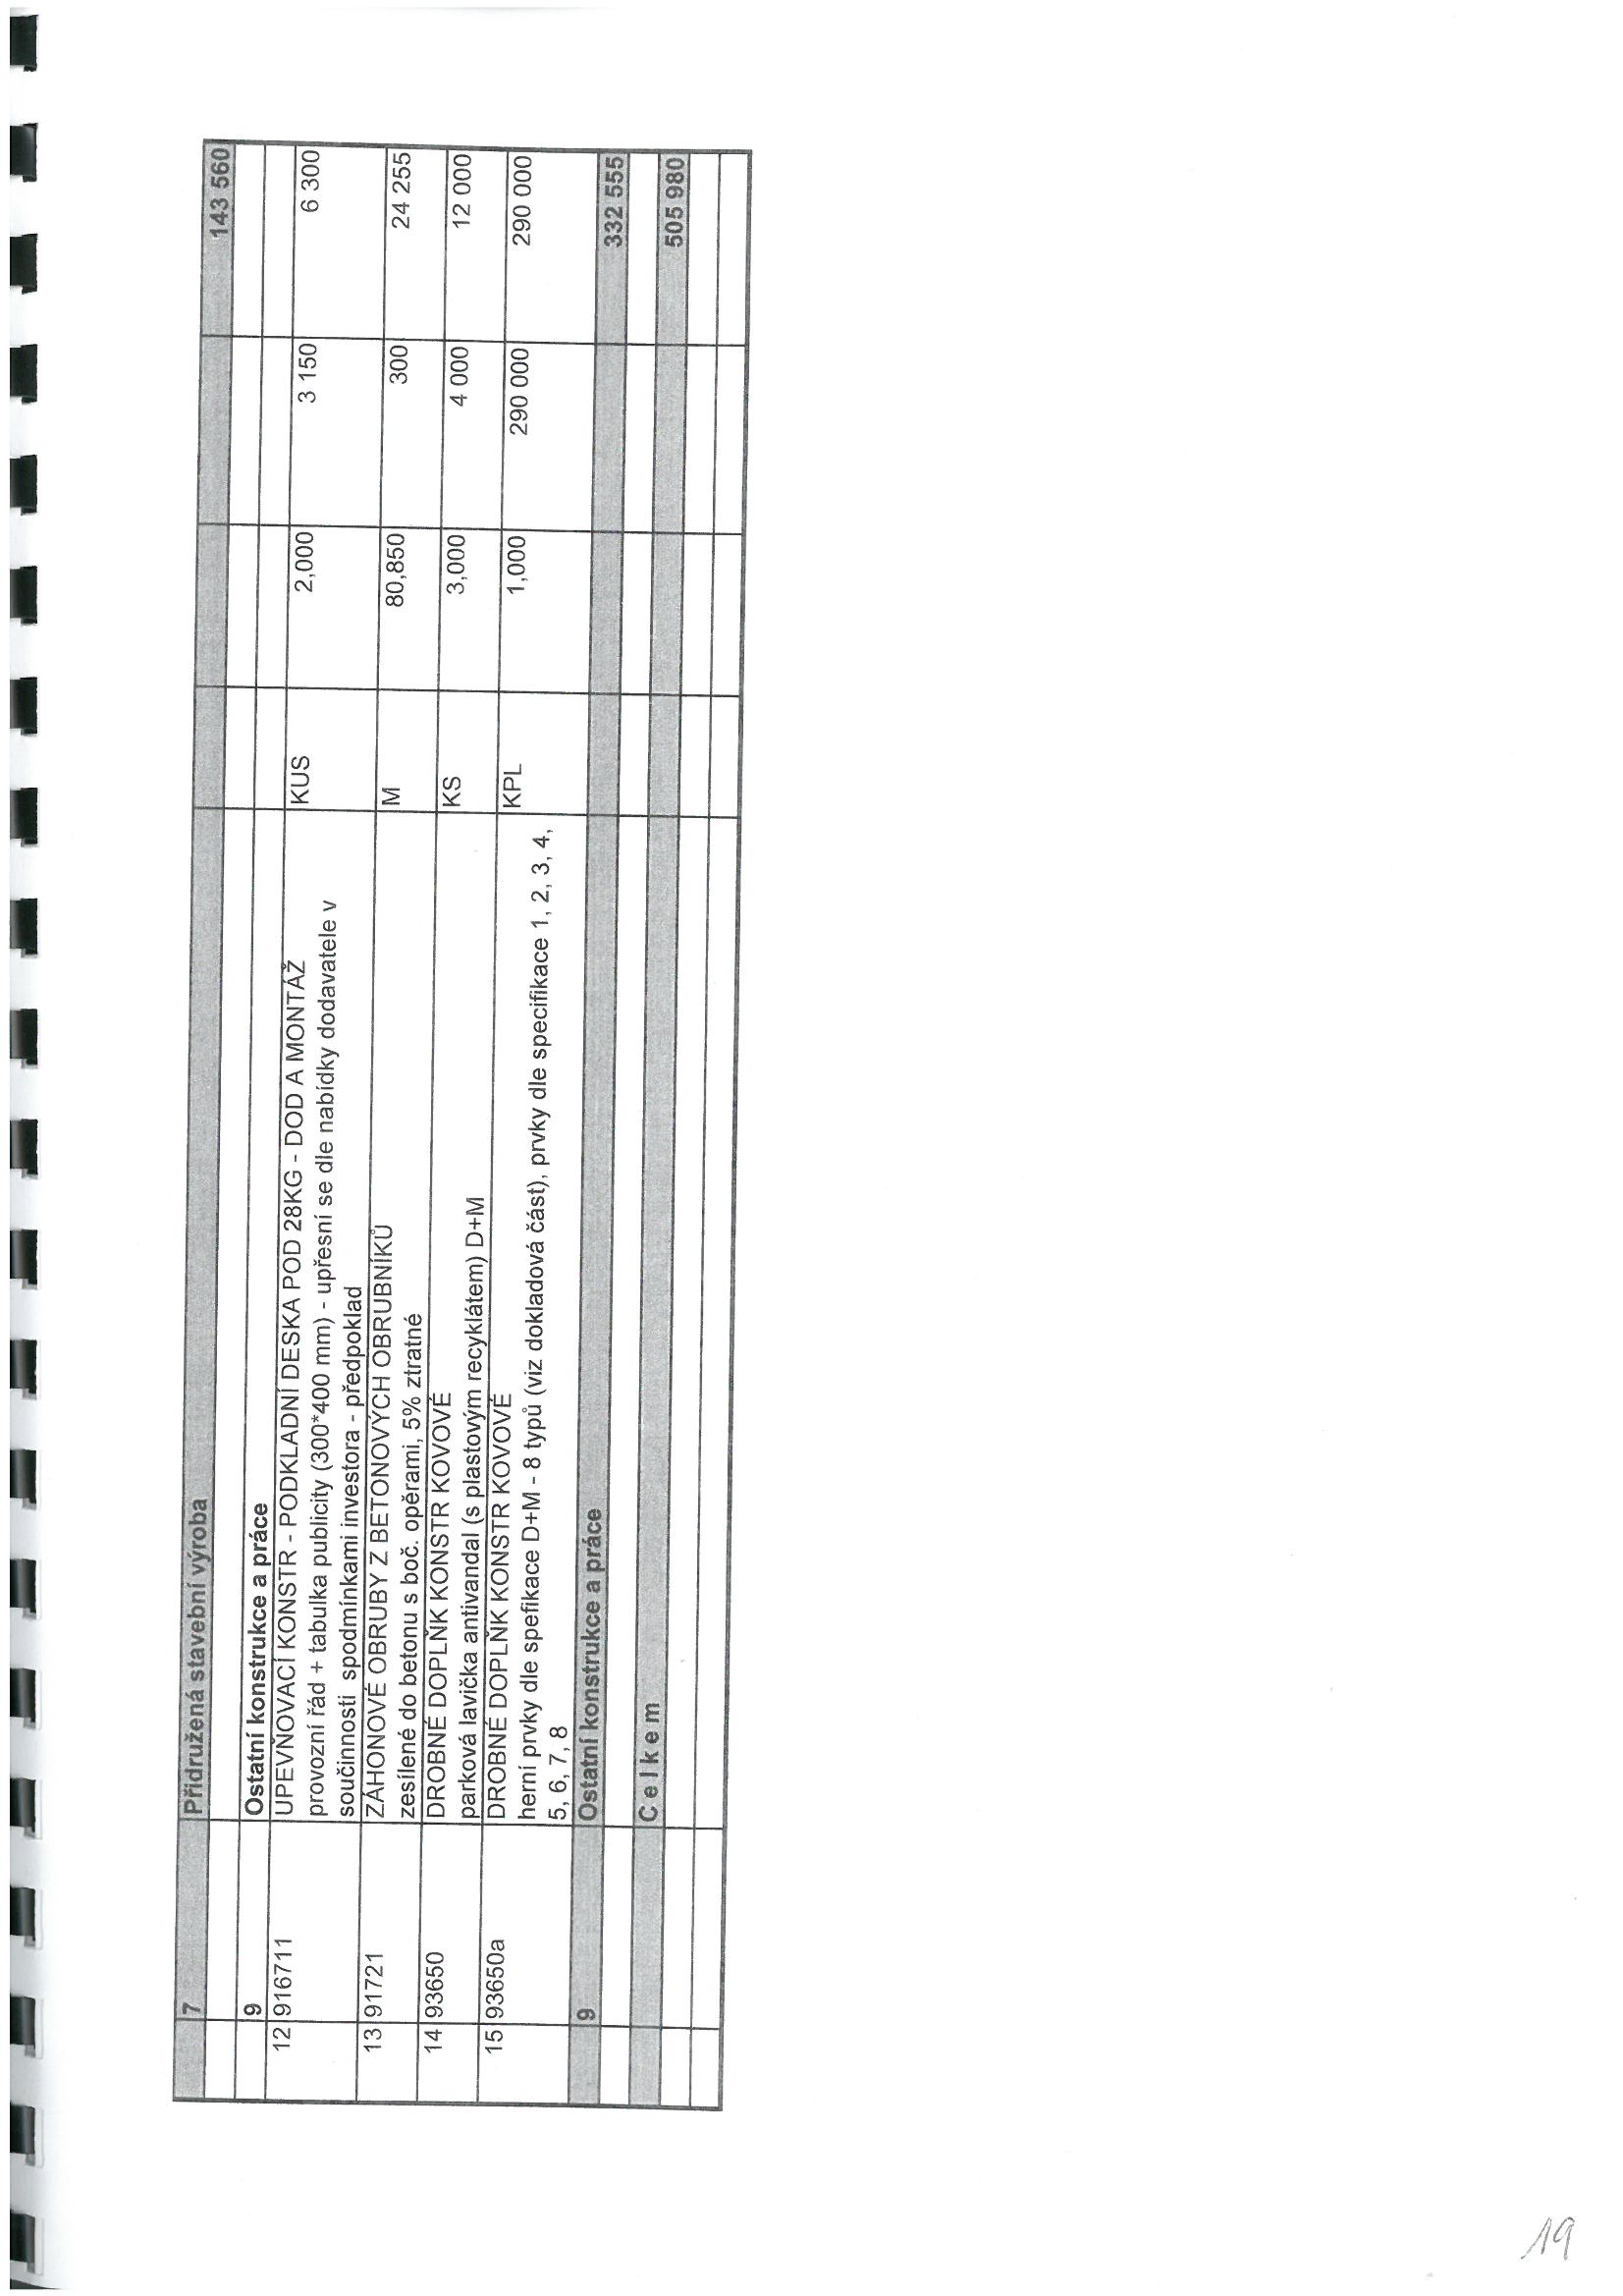 7 Přidružená stavební výroba 143 560
9 Ostatní konstrukce a práce
12 916711 UPEVŇOVACÍ KONSTR - PODKLADNÍ DESKA POD 28KG - DOD A MONTÁŽ KUS 2,000 3 150 6 300
provozní řád + tabulka publicity (300*400 mm) - upřesní se dle nabídky dodavatele v
součinnosti spodmínkami investora - předpoklad
13 91721 ZÁHONOVÉ OBRUBY Z BETONOVÝCH OBRUBNÍKŮ M 80,850 300 24 255
zesílené do betonu s boč. opěrami, 5% ztratné
14 93650 DROBNÉ DOPLŇK KONSTR KOVOVÉ KS 3,000 4 000 12 000
parková lavička antivandal (s plastovým recyklátem) D+M
15 93650a DROBNÉ DOPLŇK KONSTR KOVOVÉ KPL 1,000 290 000 290 000
herní prvky dle spefikace D+M - 8 typů (viz dokladová část), prvky dle specifikace 1, 2, 3, 4,
5, 6, 7, 8
9 Ostatní konstrukce a práce 332 555
C e l k e m 505 980
19